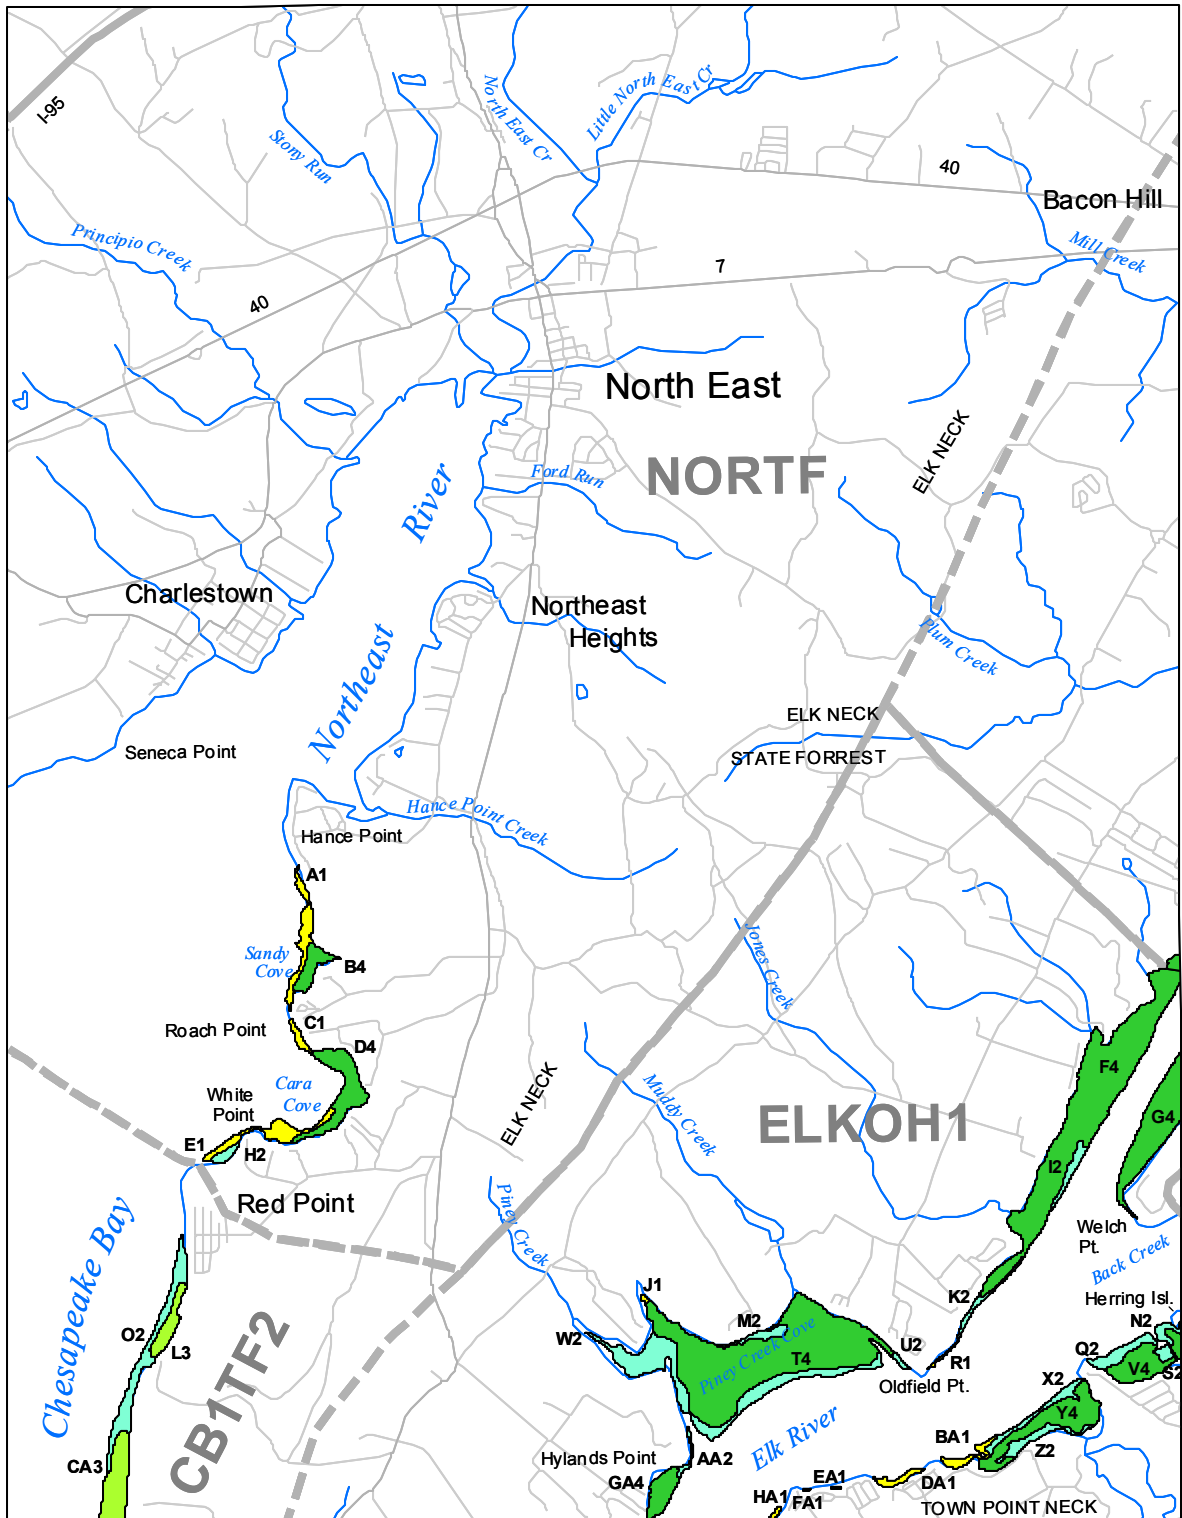 I-95
Stony Run
North East Cr
Little North East Cr
40
Bacon Hill
Mill Creek
Principio Creek
40
7
North East
NORTF
ELK NECK
Ford Run
Northeast River
Charlestown
Northeast
Heights
Plum Creek
ELK NECK
STATE FORREST
Seneca Point
Hance Point Creek
Hance Point
A1
Sandy
Cove
B4
Jones Creek
Roach Point
C1
D4
Cara
Cove
White
Point
E1
H2
ELK NECK
Muddy Creek
ELKOH1
F4
G4
I2
Red Point
Piney Creek
Welch
Pt.
Back Creek
Chesapeake Bay
CB1TF2
J1
K2
Herring Isl.
N2
O2
L3
W2
M2
Piney Creek Cove
T4
U2
R1
Q2
V4
S2
Oldfield Pt.
X2
Y4
Elk River
BA1
Z2
CA3
Hylands Point
AA2
GA4
EA1
DA1
HA1
FA1
TOWN POINT NECK